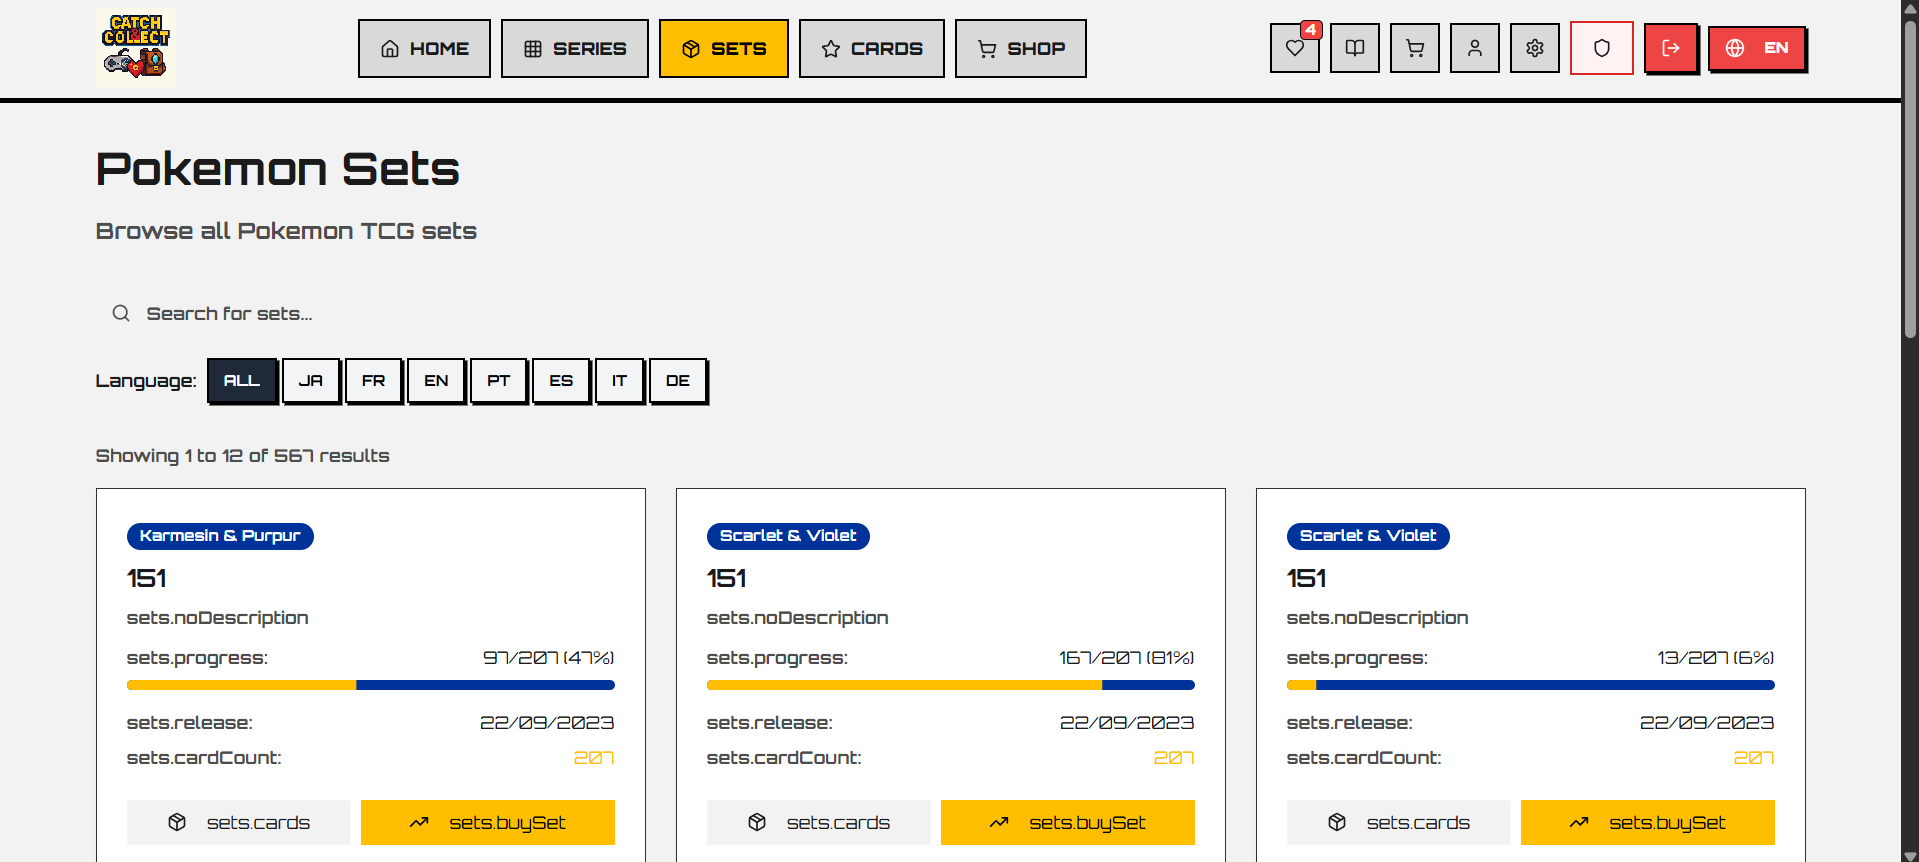 CATCH
& COLLECT
HOME
SERIES
SETS
CARDS
SHOP
4
EN
Pokemon Sets
Browse all Pokemon TCG sets
Search for sets...
Language:
ALL
JA
FR
EN
PT
ES
IT
DE
Showing 1 to 12 of 567 results
Karmesin & Purpur
151
sets.noDescription
sets.progress: 97/207 (47%)
sets.release: 22/09/2023
sets.cardCount: 207
sets.cards
sets.buySet
Scarlet & Violet
151
sets.noDescription
sets.progress: 167/207 (81%)
sets.release: 22/09/2023
sets.cardCount: 207
sets.cards
sets.buySet
Scarlet & Violet
151
sets.noDescription
sets.progress: 13/207 (6%)
sets.release: 22/09/2023
sets.cardCount: 207
sets.cards
sets.buySet